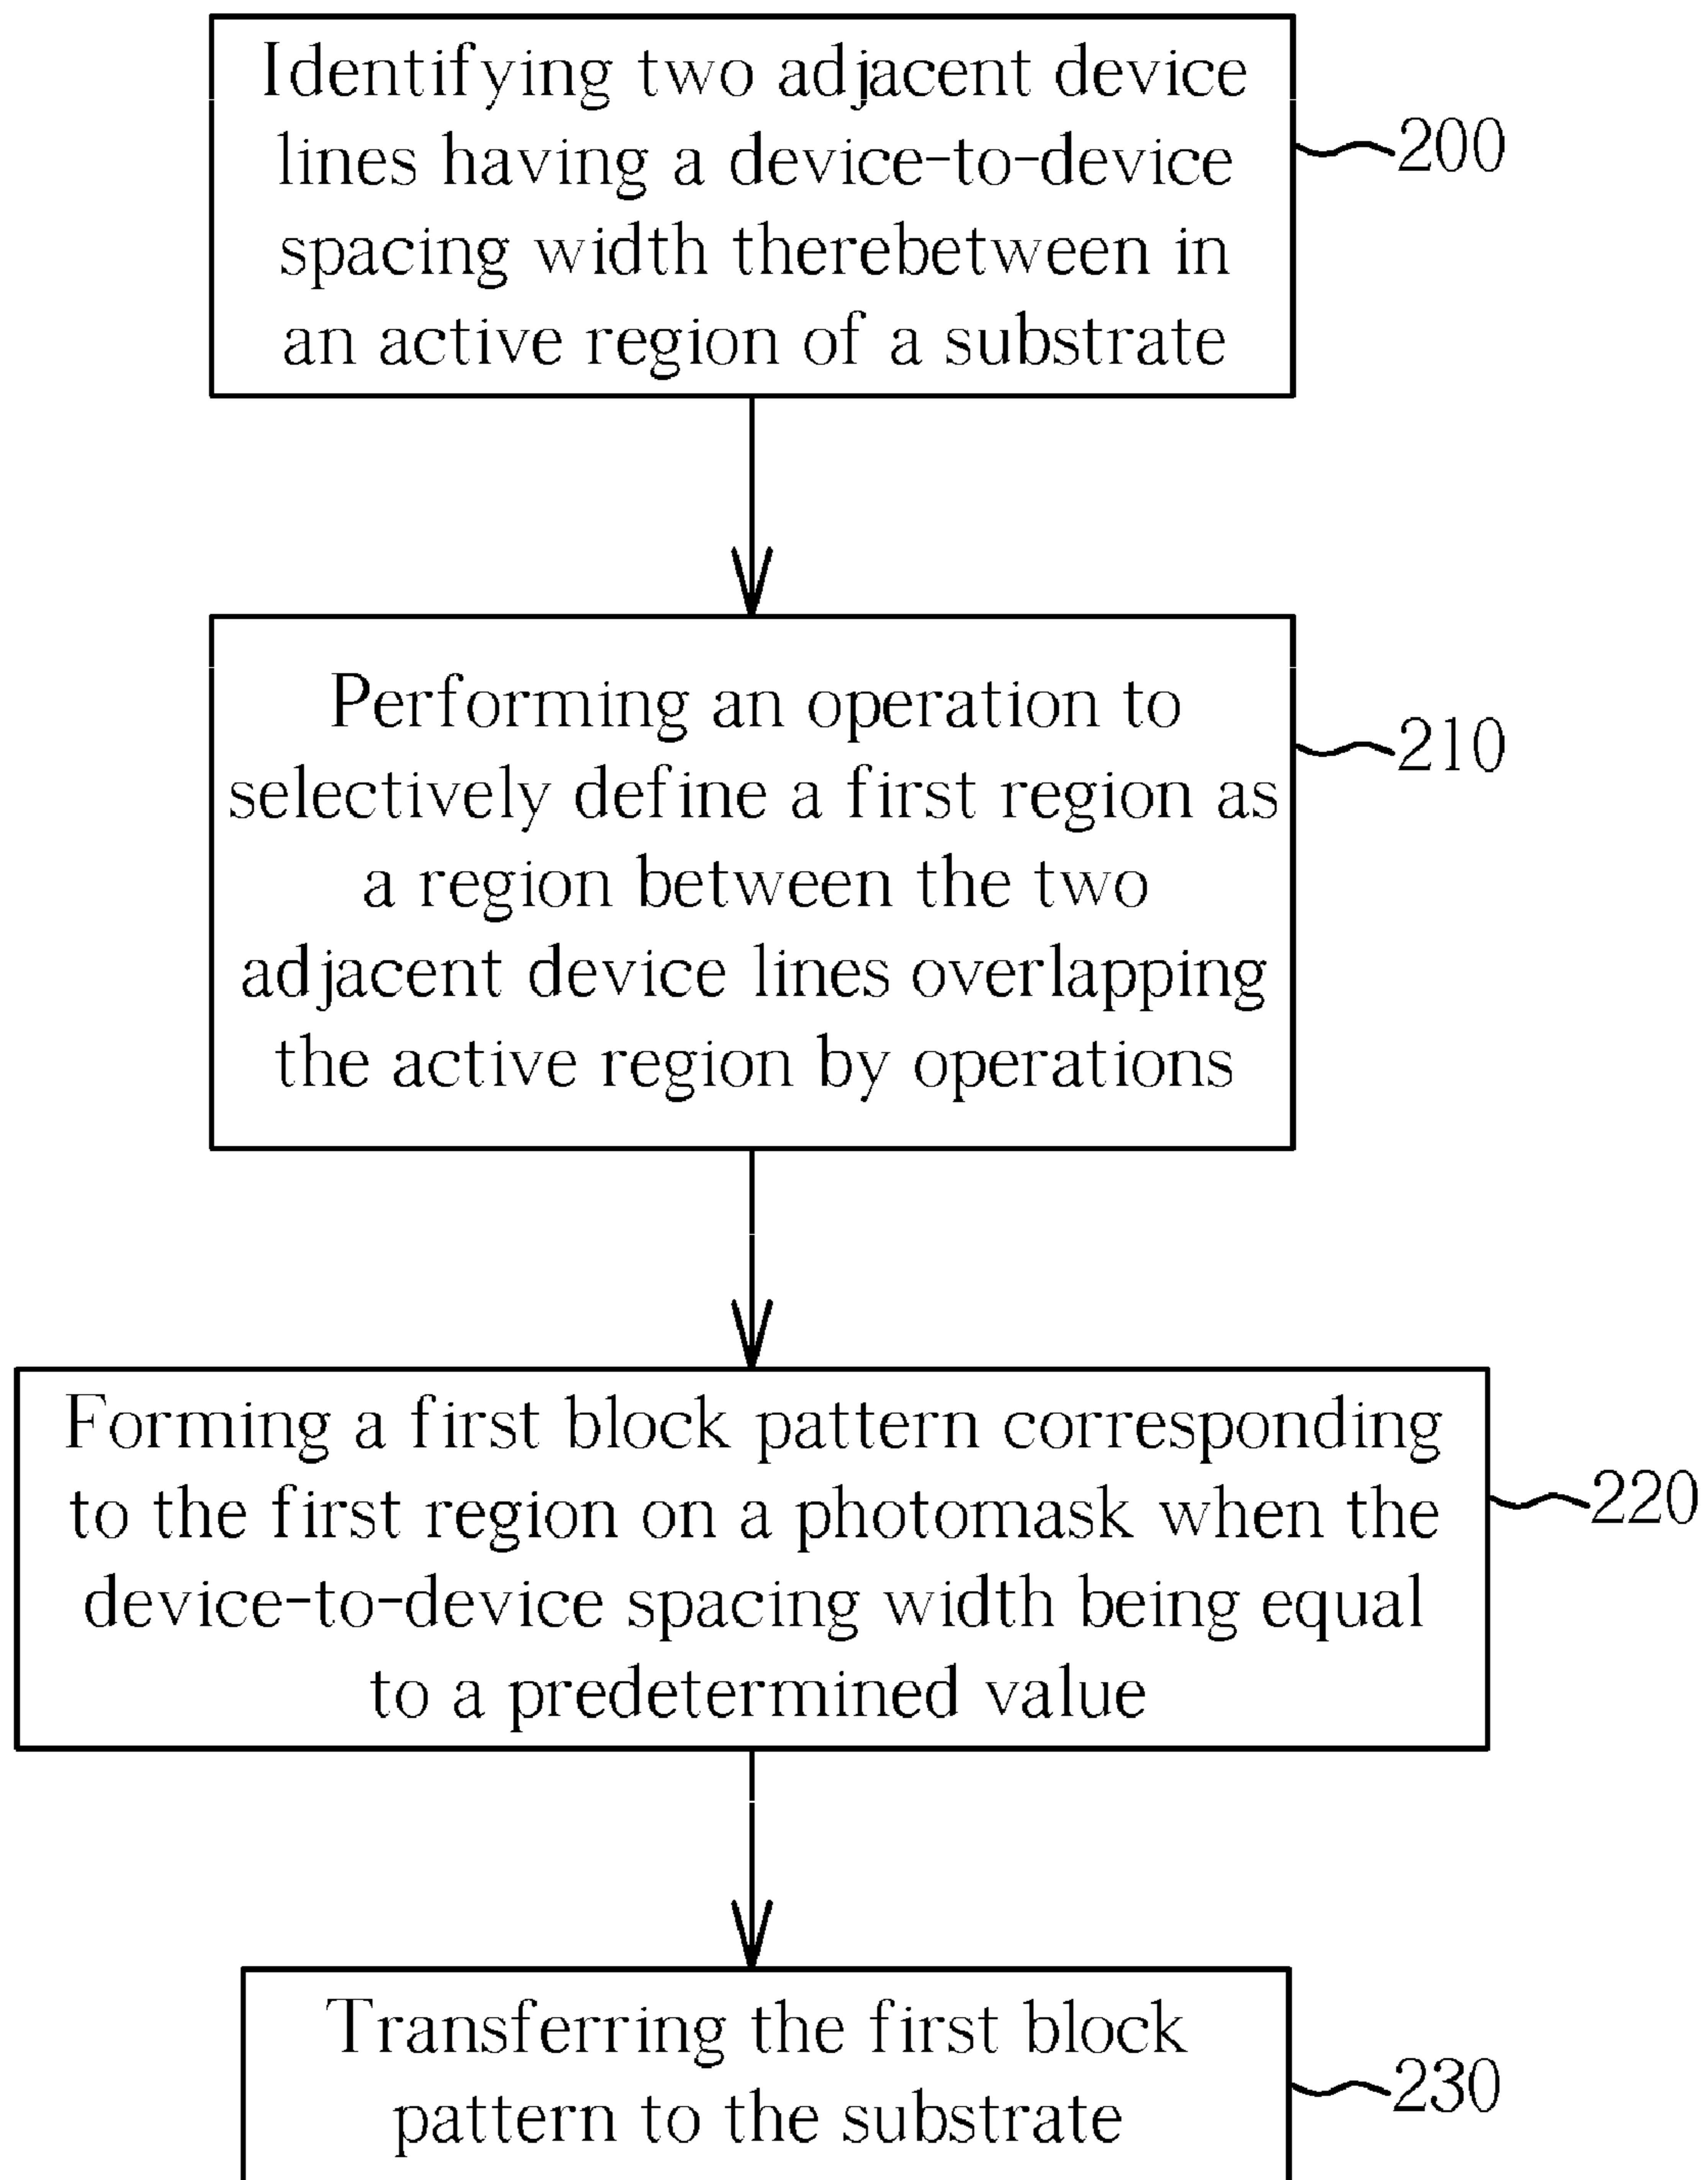 Identifying two adjacent device
lines having a device-to-device
spacing width therebetween in
an active region of a substrate
200
Performing an operation to
selectively define a first region as
a region between the two
adjacent device lines overlapping
the active region by operations
210
Forming a first block pattern corresponding
to the first region on a photomask when the
device-to-device spacing width being equal
to a predetermined value
220
Transferring the first block
pattern to the substrate
230